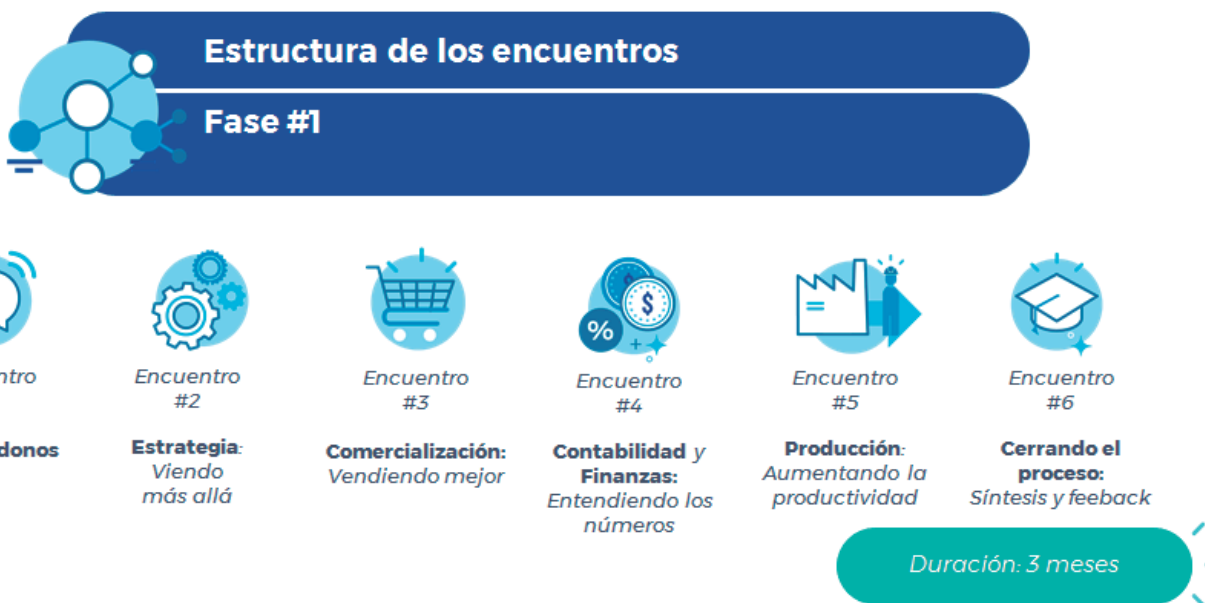 Estructura de los encuentros
Fase #1
ntro
donos
Encuentro
#2
Estrategia:
Viendo
más allá
Encuentro
#3
Comercialización:
Vendiendo mejor
Encuentro
#4
Contabilidad y
Finanzas:
Entendiendo los
números
Encuentro
#5
Producción:
Aumentando la
productividad
Encuentro
#6
Cerrando el
proceso:
Síntesis y feeback
Duración: 3 meses
$
%